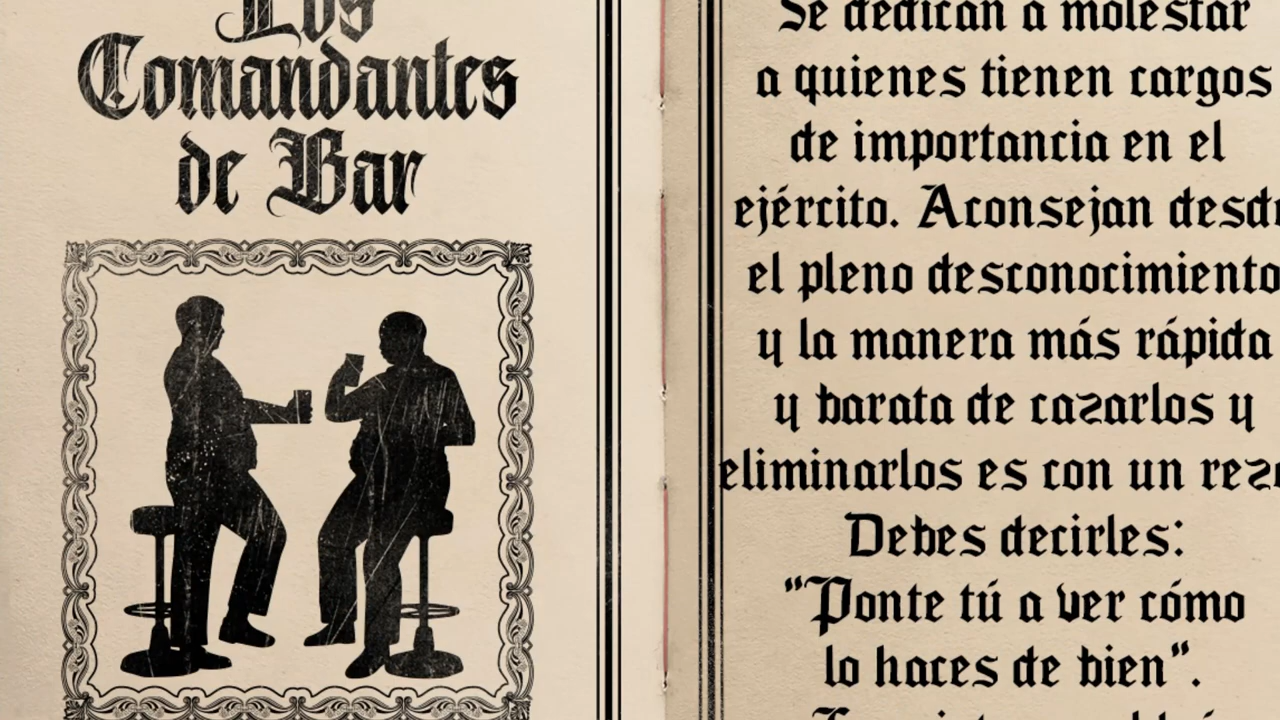 Los
Comandantes
de Bar
Se dedican a molestar
a quienes tienen cargos
de importancia en el
ejército. Aconsejan desde
el pleno desconocimiento
y la manera más rápida
y barata de cazarlos y
eliminarlos es con un rezo
Debes decirles:
“Ponte tú a ver cómo
lo haces de bien”.